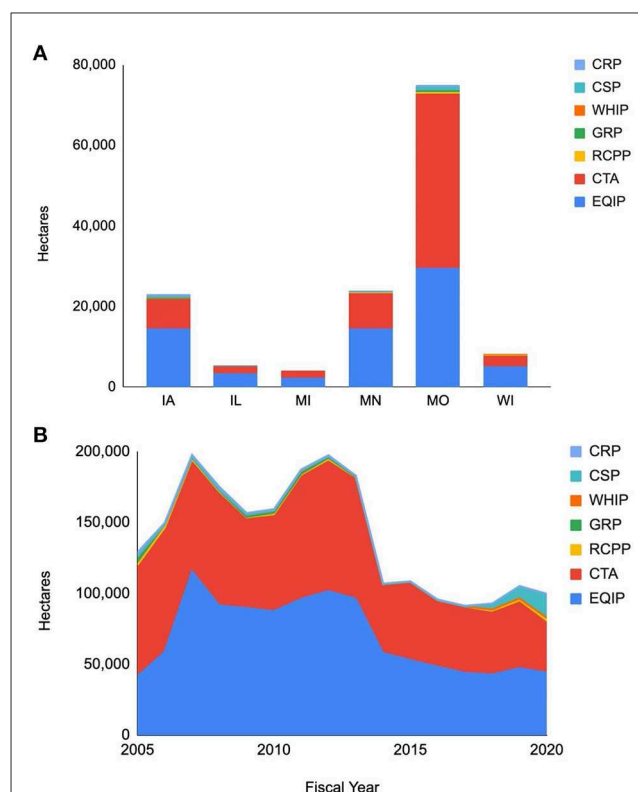 A
80,000
60,000
40,000
20,000
0
Hectares
IA IL MI MN MO WI
CRP
CSP
WHIP
GRP
RCPP
CTA
EQIP
B
200,000
150,000
100,000
50,000
0
Hectares
2005 2010 2015 2020
Fiscal Year
CRP
CSP
WHIP
GRP
RCPP
CTA
EQIP